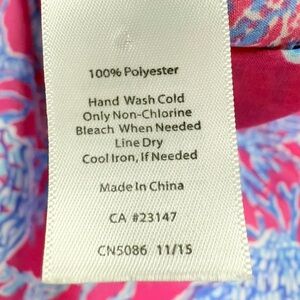 100% Polyester
Hand Wash Cold
Only Non-Chlorine
Bleach When Needed
Line Dry
Cool Iron, If Needed
Made In China
CA #23147
CN5086 11/15